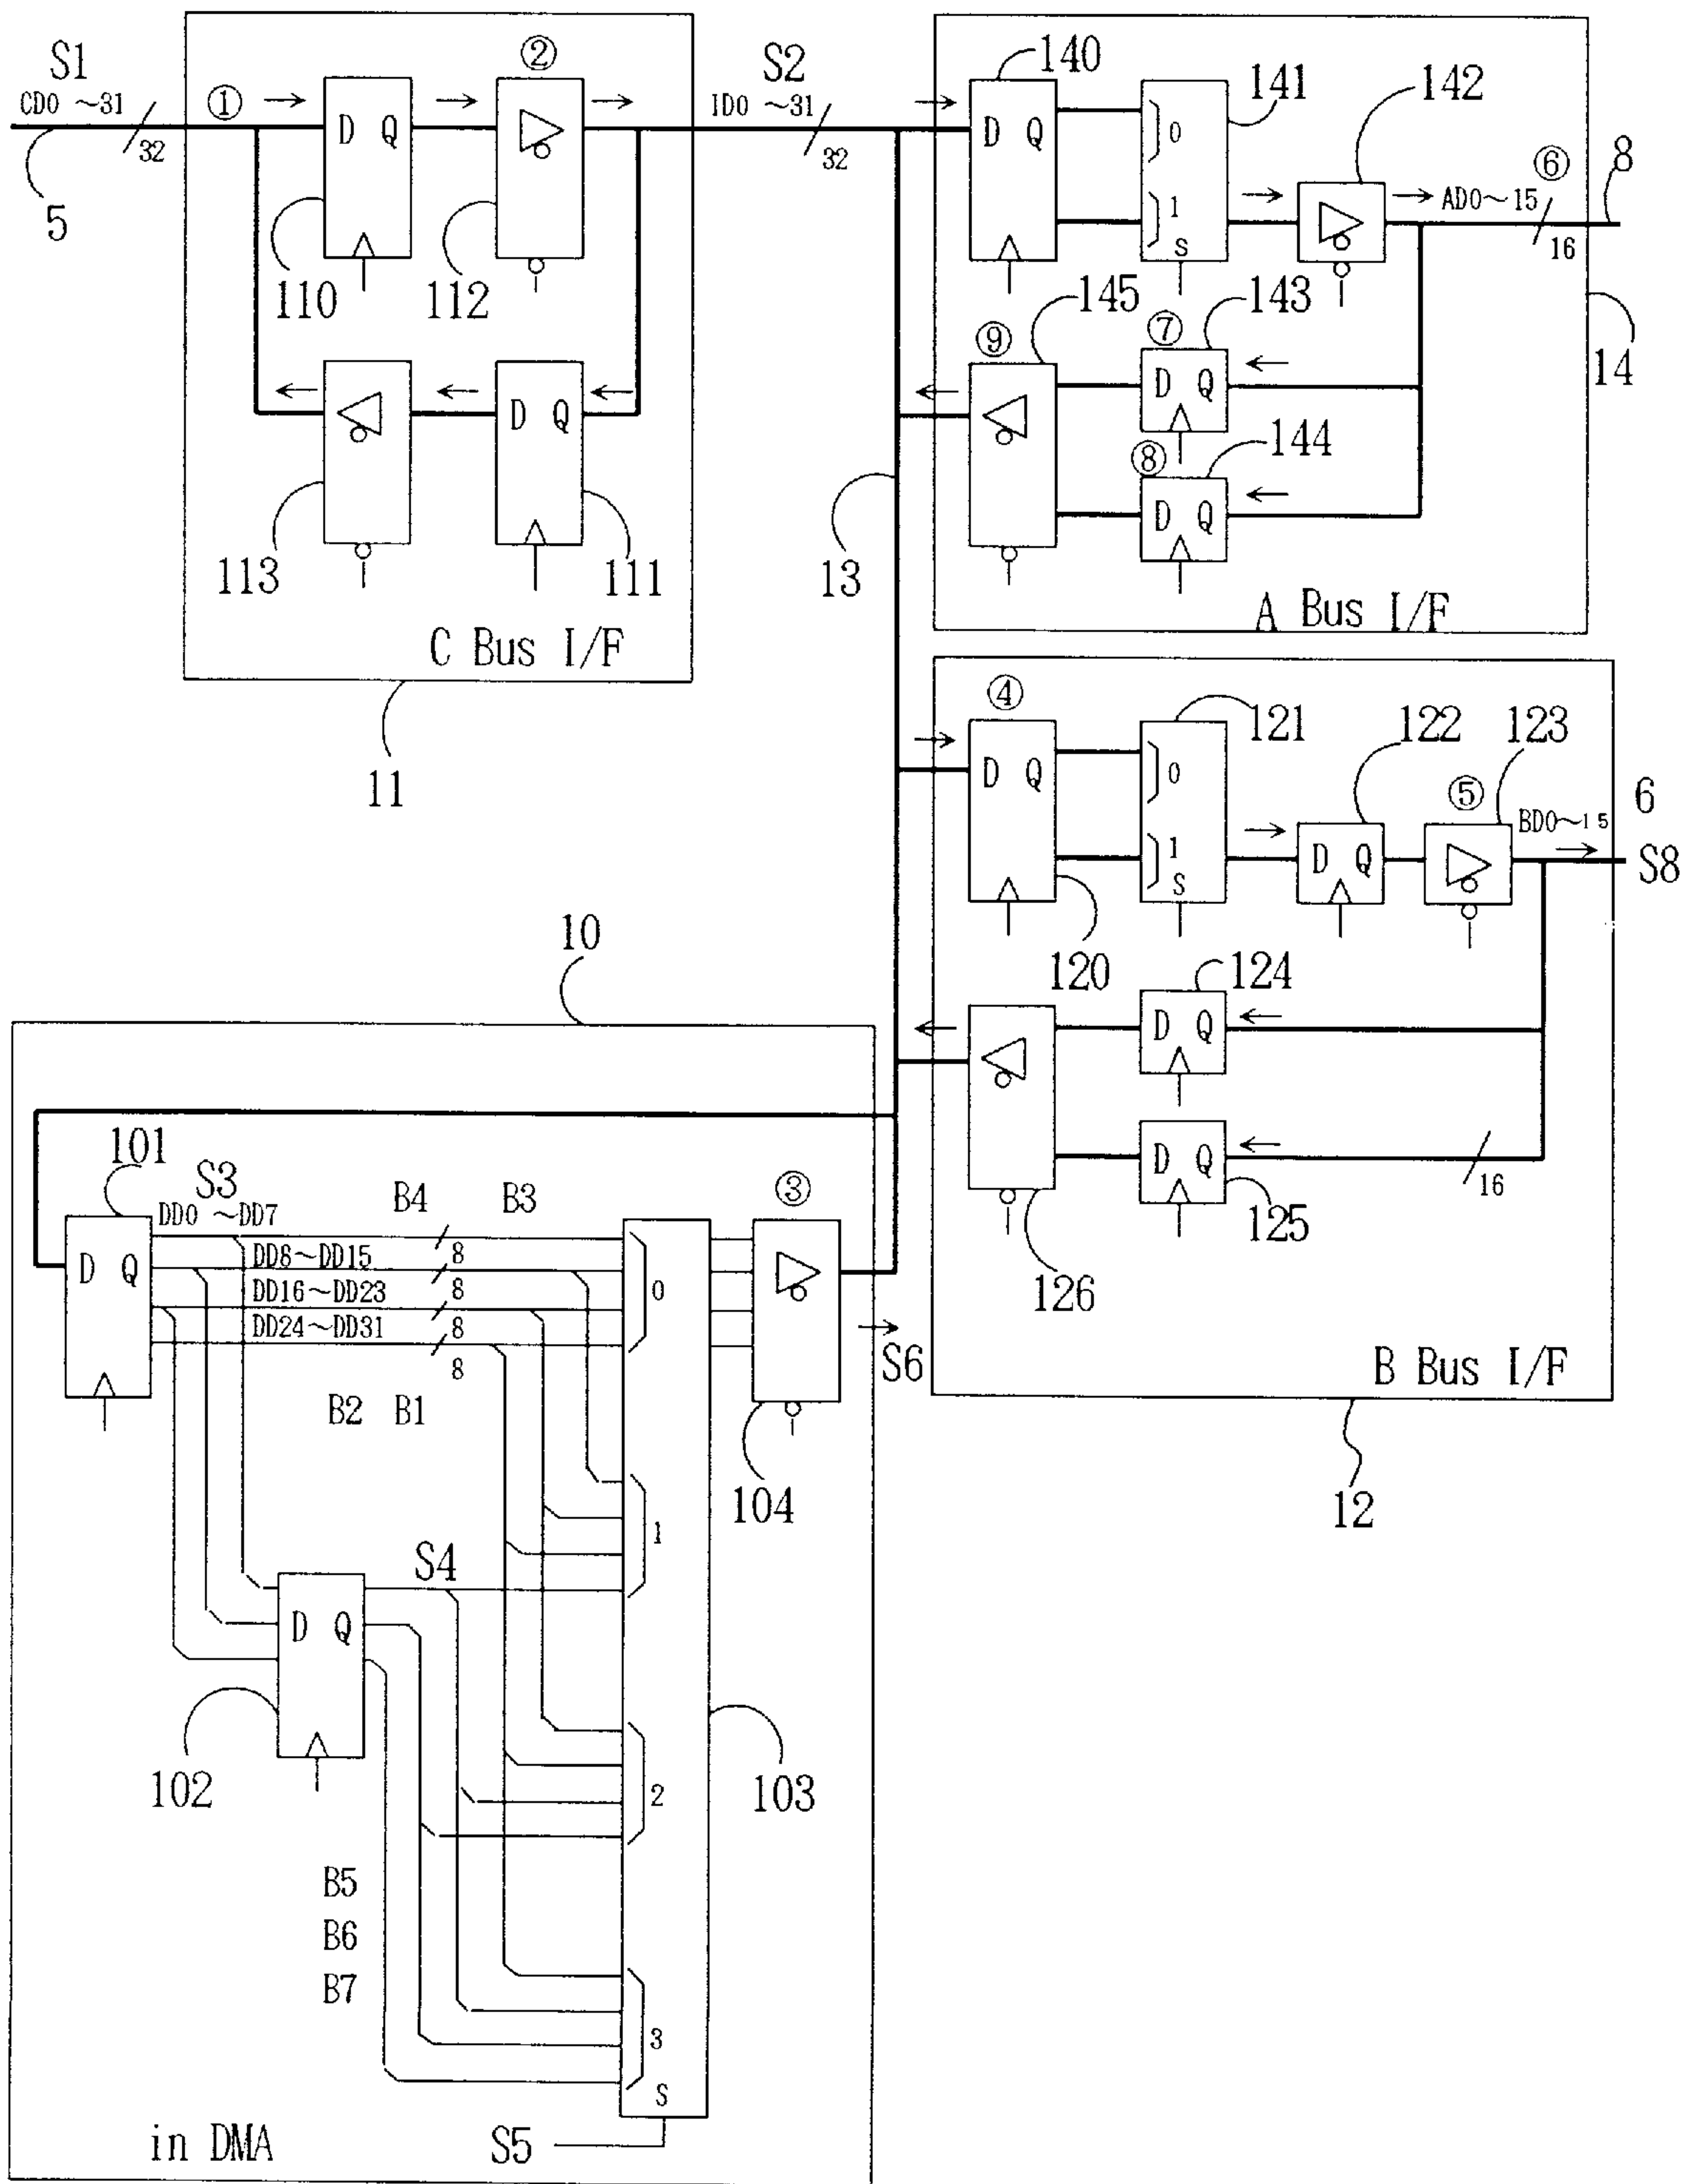 S1
CD0 ~31
32
5
①
②
D Q
110
112
113
D Q
111
C Bus I/F
11
S2
ID0 ~31
32
13
140
D Q
141
0
1
S
142
AD0~15
⑥
16
8
14
145
⑨
143
⑦
D Q
144
⑧
D Q
A Bus I/F
④
D Q
120
121
0
1
S
122
D Q
123
⑤
BD0~15
6
S8
124
D Q
125
D Q
126
16
B Bus I/F
12
10
101
D Q
S3
DD0 ~DD7
B4
B3
8
DD8~DD15
8
DD16~DD23
8
DD24~DD31
8
B2 B1
③
104
S6
0
1
2
3
S
103
S4
D Q
102
B5
B6
B7
S5
in DMA